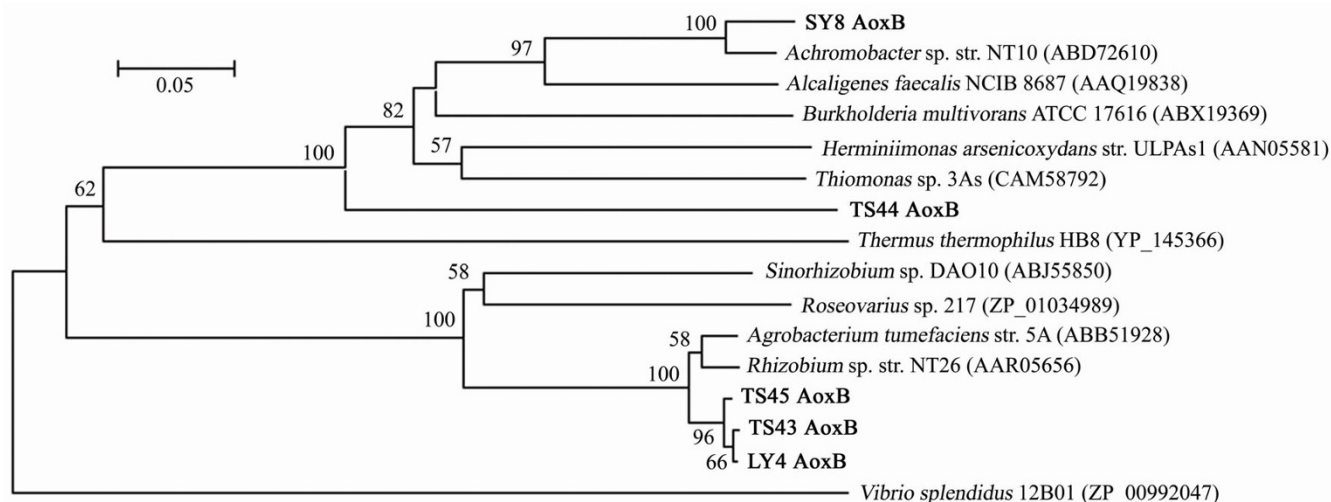 100
SY8 AoxB
97
Achromobacter sp. str. NT10 (ABD72610)
0.05
Alcaligenes faecalis NCIB 8687 (AAQ19838)
82
Burkholderia multivorans ATCC 17616 (ABX19369)
57
Herminiimonas arsenicoxydans str. ULPAs1 (AAN05581)
100
Thiomonas sp. 3As (CAM58792)
62
TS44 AoxB
Thermus thermophilus HB8 (YP_145366)
58
Sinorhizobium sp. DAO10 (ABJ55850)
Roseovarius sp. 217 (ZP_01034989)
100
58
Agrobacterium tumefaciens str. 5A (ABB51928)
100
Rhizobium sp. str. NT26 (AAR05656)
TS45 AoxB
96
TS43 AoxB
66
LY4 AoxB
Vibrio splendidus 12B01 (ZP_00992047)